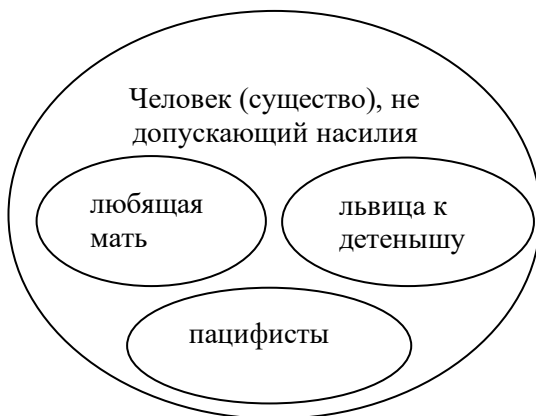 Человек (существо), не
допускающий насилия
любящая
мать
львица к
детенышу
пацифисты